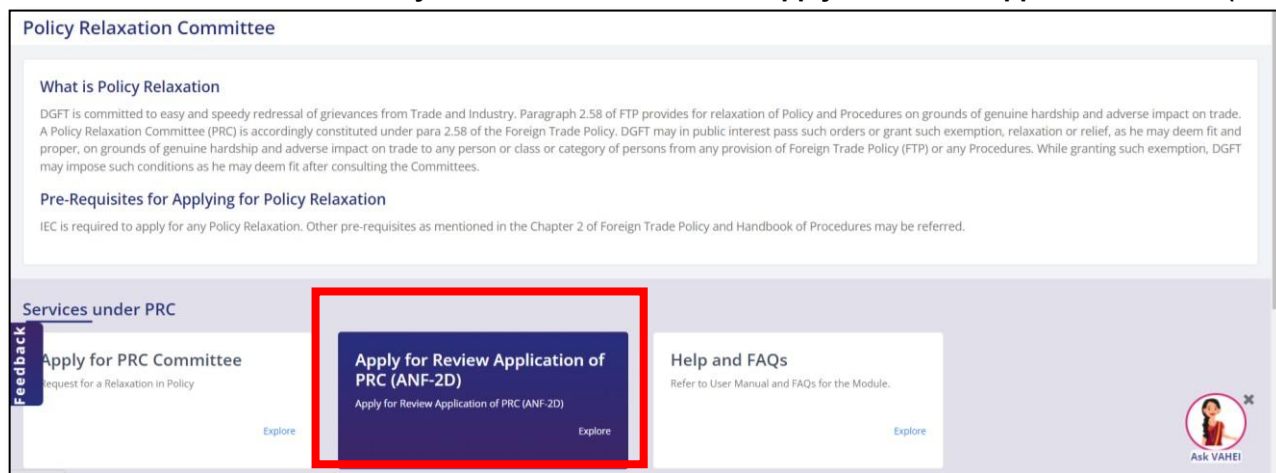 Policy Relaxation Committee
What is Policy Relaxation
DGFT is committed to easy and speedy redressal of grievances from Trade and Industry. Paragraph 2.58 of FTP provides for relaxation of Policy and Procedures on grounds of genuine hardship and adverse impact on trade.
A Policy Relaxation Committee (PRC) is accordingly constituted under para 2.58 of the Foreign Trade Policy. DGFT may in public interest pass such orders or grant such exemption, relaxation or relief, as he may deem fit and
proper, on grounds of genuine hardship and adverse impact on trade to any person or class or category of persons from any provision of Foreign Trade Policy (FTP) or any Procedures. While granting such exemption, DGFT
may impose such conditions as he may deem fit after consulting the Committees.
Pre-Requisites for Applying for Policy Relaxation
IEC is required to apply for any Policy Relaxation. Other pre-requisites as mentioned in the Chapter 2 of Foreign Trade Policy and Handbook of Procedures may be referred.
Services under PRC
Feedback
Apply for PRC Committee
Request for a Relaxation in Policy
Explore
Apply for Review Application of
PRC (ANF-2D)
Apply for Review Application of PRC (ANF-2D)
Explore
Help and FAQs
Refer to User Manual and FAQs for the Module.
Explore
Ask VAHEI